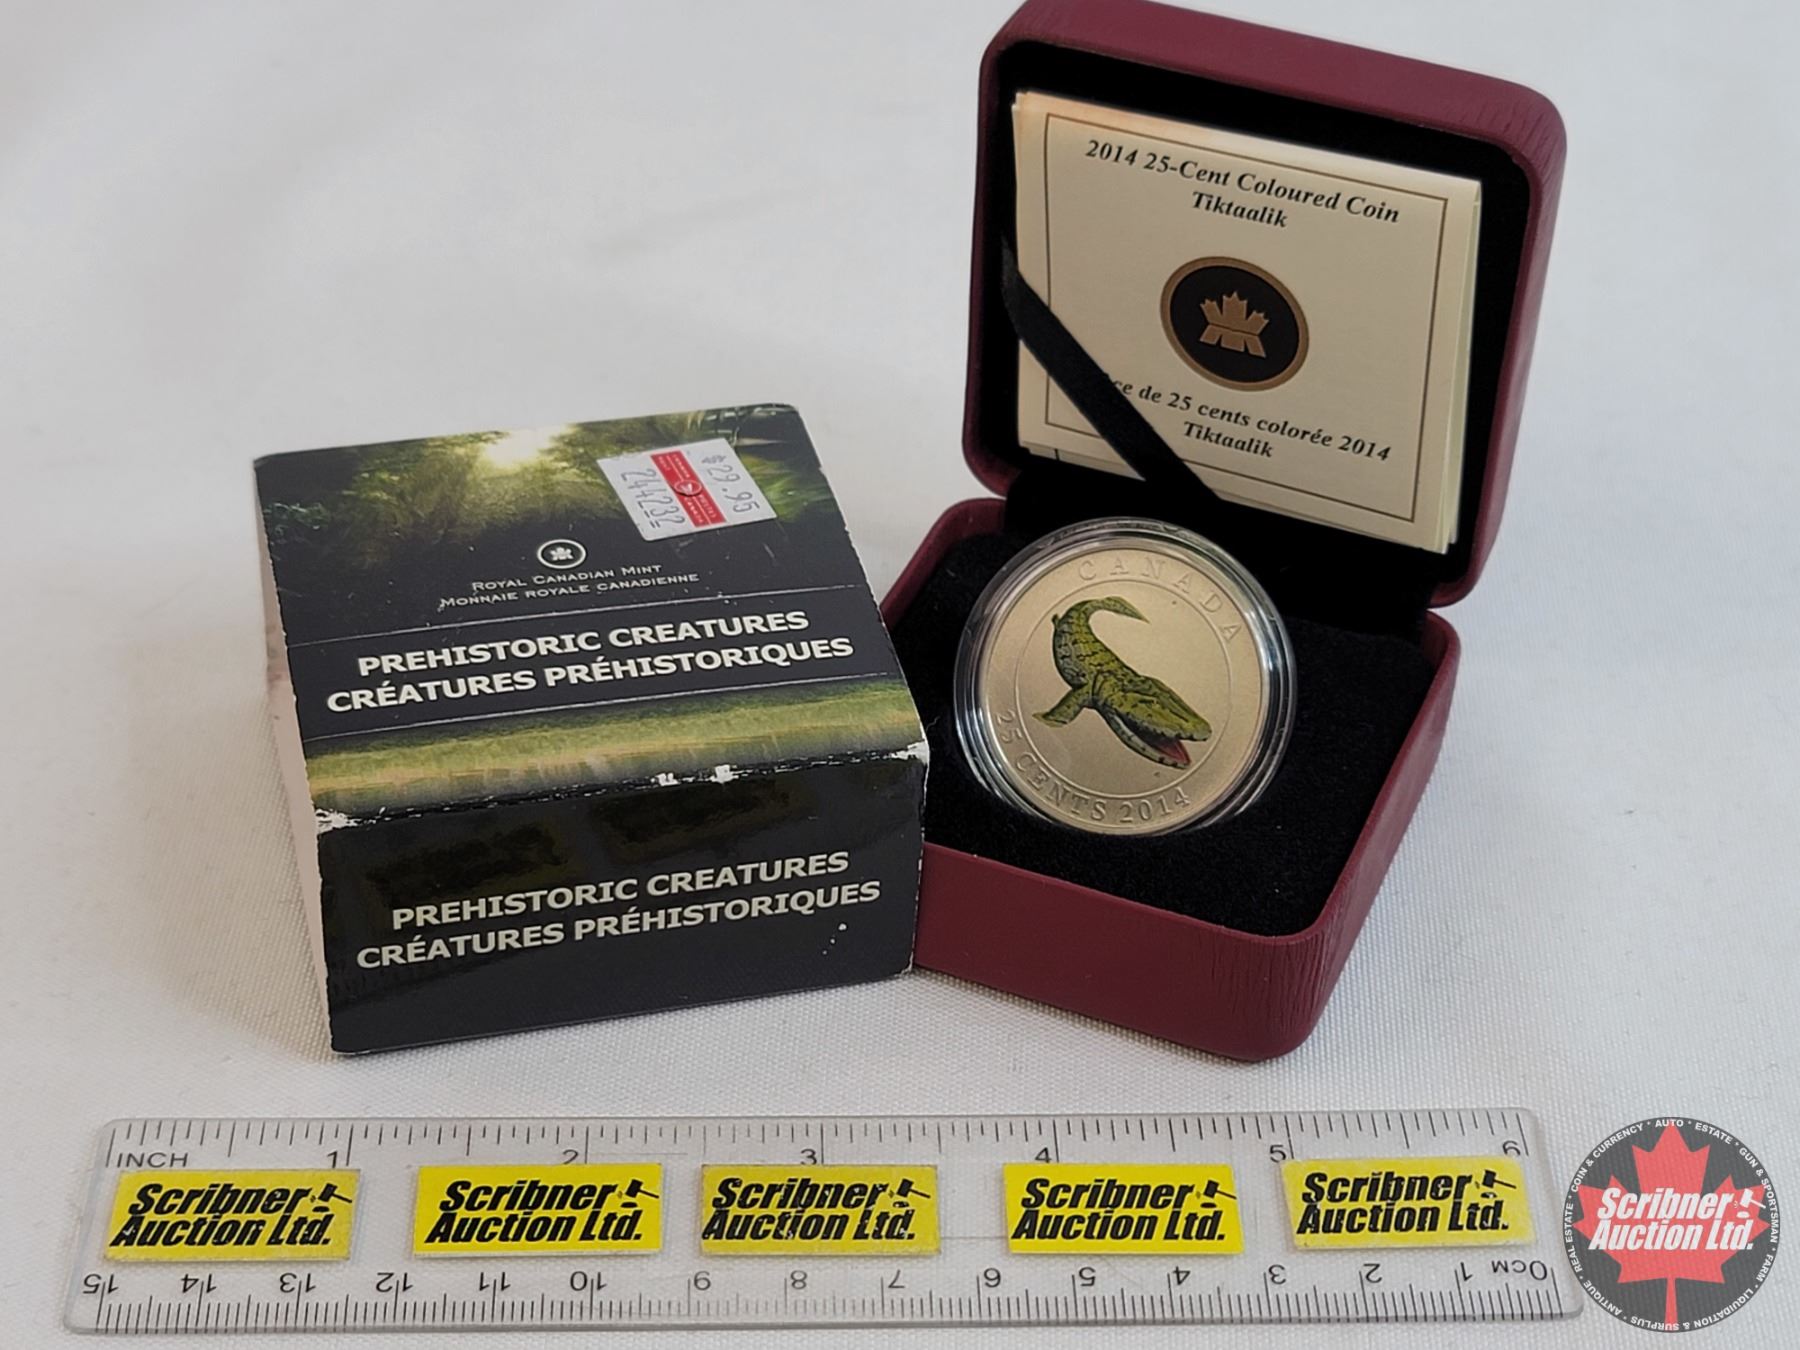 2014 25-Cent Coloured Coin
Tiktaalik
de 25 cents colorée 2014
Tiktaalik
$29.95
244232
ROYAL CANADIAN MINT
MONNAIE ROYALE CANADIENNE
PREHISTORIC CREATURES
CRÉATURES PRÉHISTORIQUES
PREHISTORIC CREATURES
CRÉATURES PRÉHISTORIQUES
CANADA
25 CENTS 2014
INCH 1 2 3 4 5 6
Scribner
Auction Ltd.
Scribner
Auction Ltd.
Scribner
Auction Ltd.
Scribner
Auction Ltd.
Scribner
Auction Ltd.
15 14 13 12 11 10 9 8 7 6 5 4 3 2 1 0CM
COIN & CURRENCY · AUTO · ESTATE · GUN & SPORTSMAN · FARM · LIQUIDATION & SURPLUS · ANTIQUE · REAL ESTATE
Scribner
Auction Ltd.